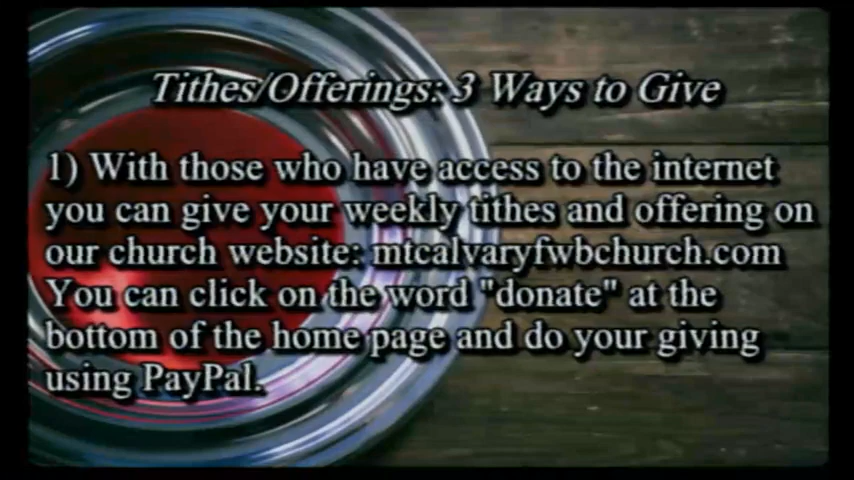 Tithes/Offerings: 3 Ways to Give
1) With those who have access to the internet
you can give your weekly tithes and offering on
our church website: mtcalvaryfwbchurch.com
You can click on the word "donate" at the
bottom of the home page and do your giving
using PayPal.